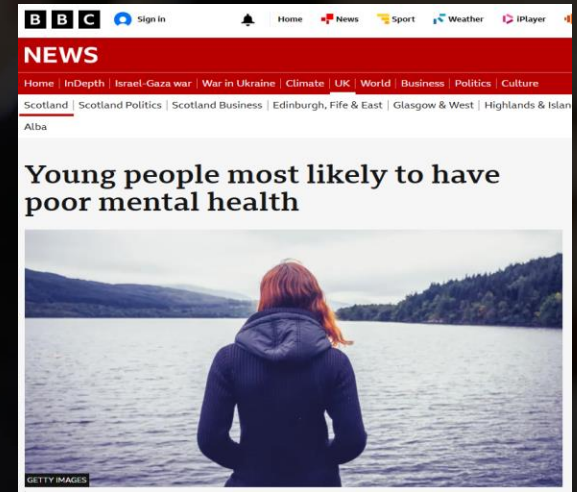 BBC Sign in Home News Sport Weather iPlayer
NEWS
Home | InDepth | Israel-Gaza war | War in Ukraine | Climate | UK | World | Business | Politics | Culture
Scotland | Scotland Politics | Scotland Business | Edinburgh, Fife & East | Glasgow & West | Highlands & Islan
Alba
Young people most likely to have
poor mental health
GETTY IMAGES